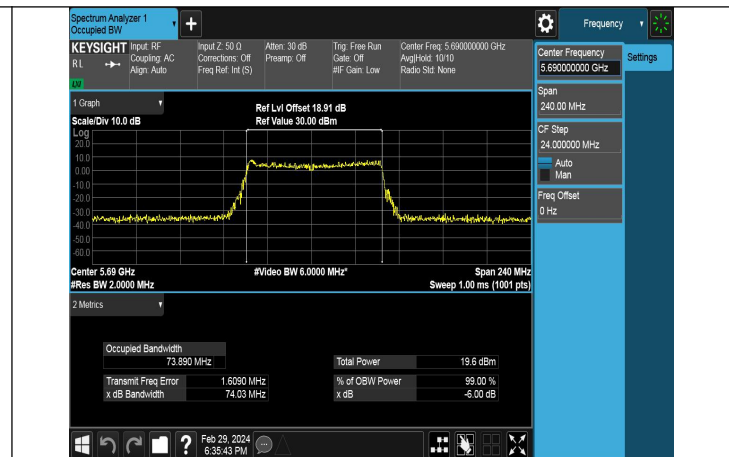 Spectrum Analyzer 1
Occupied BW
KEYSIGHT
RL
LXI
Input: RF
Coupling: AC
Align: Auto
Input Z: 50 Ω
Corrections: Off
Freq Ref: Int (S)
Atten: 30 dB
Preamp: Off
Trig: Free Run
Gate: Off
#IF Gain: Low
Center Freq: 5.690000000 GHz
Avg|Hold: 10/10
Radio Std: None
1 Graph
Scale/Div 10.0 dB
Ref Lvl Offset 18.91 dB
Ref Value 30.00 dBm
Log
20.0
10.0
0.00
-10.0
-20.0
-30.0
-40.0
-50.0
-60.0
Center 5.69 GHz
#Video BW 6.0000 MHz*
Span 240 MHz
#Res BW 2.0000 MHz
Sweep 1.00 ms (1001 pts)
2 Metrics
Occupied Bandwidth
73.890 MHz
Total Power 19.6 dBm
Transmit Freq Error 1.6090 MHz
% of OBW Power 99.00 %
x dB Bandwidth 74.03 MHz
x dB -6.00 dB
?
Feb 29, 2024
6:35:43 PM
Frequency
Center Frequency
5.690000000 GHz
Settings
Span
240.00 MHz
CF Step
24.000000 MHz
Auto
Man
Freq Offset
0 Hz